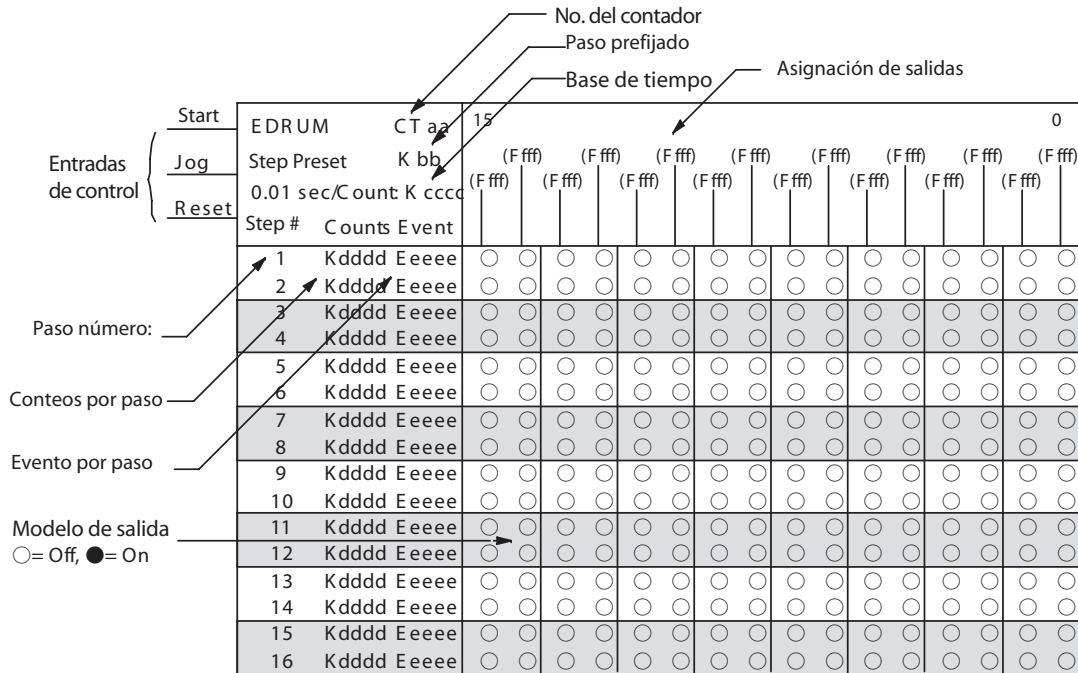 No. del contador
Paso prefijado
Base de tiempo
Asignación de salidas
Entradas
de control
Start
Jog
Reset
EDRUM CT aa
Step Preset K bb
0.01 sec/Count: K cccc
Step # Counts Event
15 0
(F fff) (F fff) (F fff) (F fff) (F fff) (F fff) (F fff) (F fff)
(F fff) (F fff) (F fff) (F fff) (F fff) (F fff) (F fff) (F fff)
1 Kdddd Eeeee
2 Kdddd Eeeee
3 Kdddd Eeeee
4 Kdddd Eeeee
5 Kdddd Eeeee
6 Kdddd Eeeee
7 Kdddd Eeeee
8 Kdddd Eeeee
9 Kdddd Eeeee
10 Kdddd Eeeee
11 Kdddd Eeeee
12 Kdddd Eeeee
13 Kdddd Eeeee
14 Kdddd Eeeee
15 Kdddd Eeeee
16 Kdddd Eeeee
Paso número:
Conteos por paso
Evento por paso
Modelo de salida
○= Off, ●= On